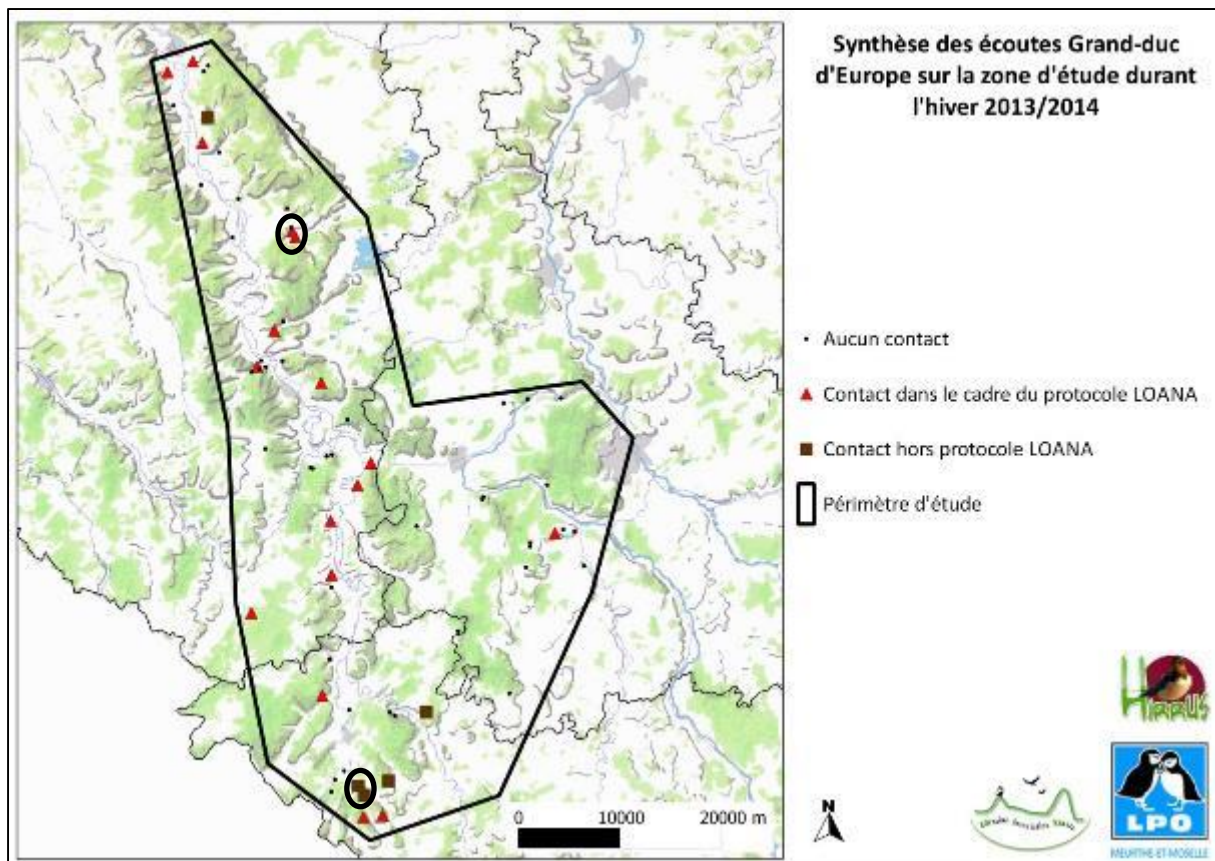 Synthèse des écoutes Grand-duc
d'Europe sur la zone d'étude durant
l'hiver 2013/2014
Aucun contact
Contact dans le cadre du protocole LOANA
Contact hors protocole LOANA
Périmètre d'étude
0 10000 20000 m
N
HIRRUS
LPO
MEURTHE-ET-MOSELLE